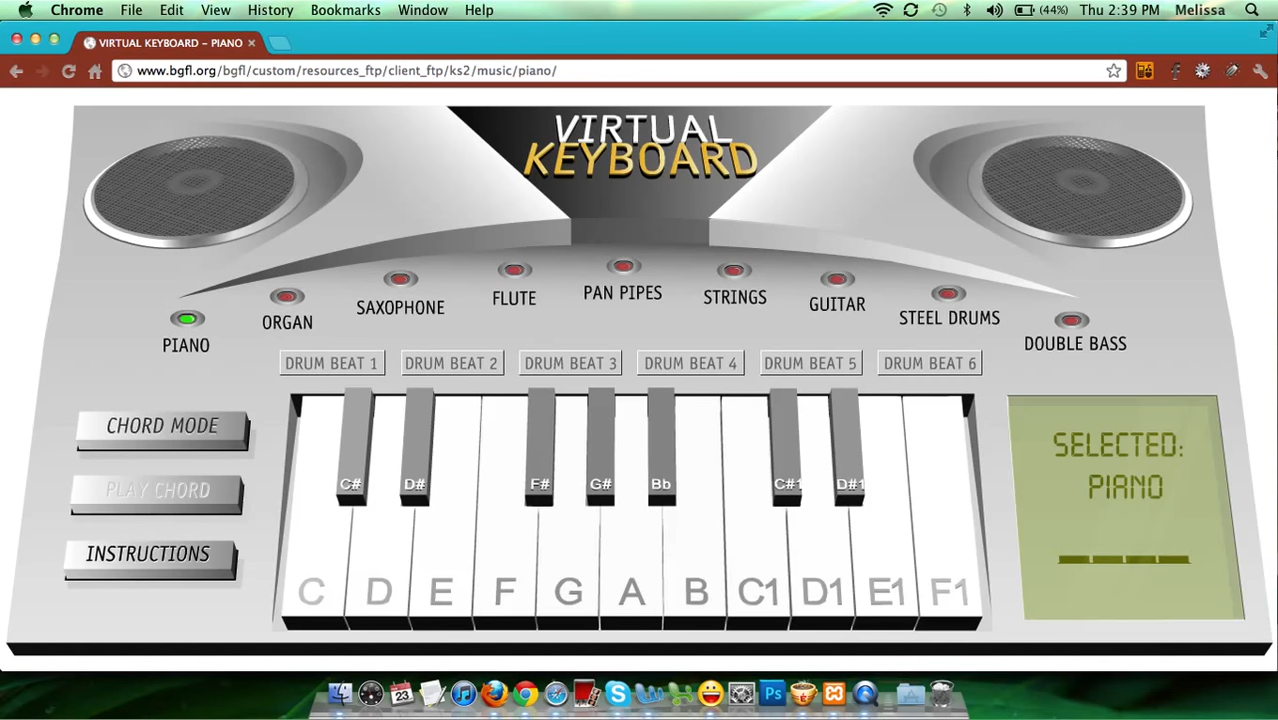 Chrome File Edit View History Bookmarks Window Help (44%) Thu 2:39 PM Melissa
VIRTUAL KEYBOARD – PIANO
www.bgfl.org/bgfl/custom/resources_ftp/client_ftp/ks2/music/piano/
VIRTUAL
KEYBOARD
PIANO ORGAN SAXOPHONE FLUTE PAN PIPES STRINGS GUITAR STEEL DRUMS DOUBLE BASS
DRUM BEAT 1 DRUM BEAT 2 DRUM BEAT 3 DRUM BEAT 4 DRUM BEAT 5 DRUM BEAT 6
CHORD MODE
PLAY CHORD
INSTRUCTIONS
C# D# F# G# Bb C#1 D#1
C D E F G A B C1 D1 E1 F1
SELECTED:
PIANO
23
Ps